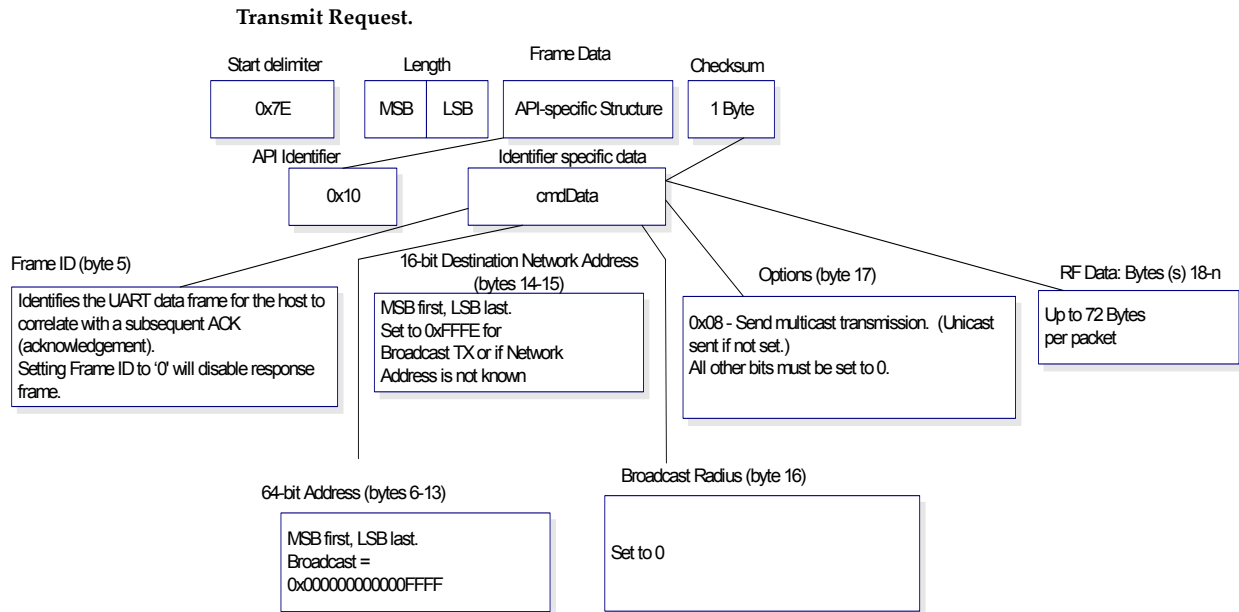 Transmit Request.
Start delimiter
Length
Frame Data
Checksum
0x7E
MSB
LSB
API-specific Structure
1 Byte
API Identifier
Identifier specific data
0x10
cmdData
Frame ID (byte 5)
Identifies the UART data frame for the host to
correlate with a subsequent ACK
(acknowledgement).
Setting Frame ID to ‘0’ will disable response
frame.
16-bit Destination Network Address
(bytes 14-15)
MSB first, LSB last.
Set to 0xFFFE for
Broadcast TX or if Network
Address is not known
Options (byte 17)
0x08 - Send multicast transmission. (Unicast
sent if not set.)
All other bits must be set to 0.
RF Data: Bytes (s) 18-n
Up to 72 Bytes
per packet
64-bit Address (bytes 6-13)
MSB first, LSB last.
Broadcast =
0x000000000000FFFF
Broadcast Radius (byte 16)
Set to 0